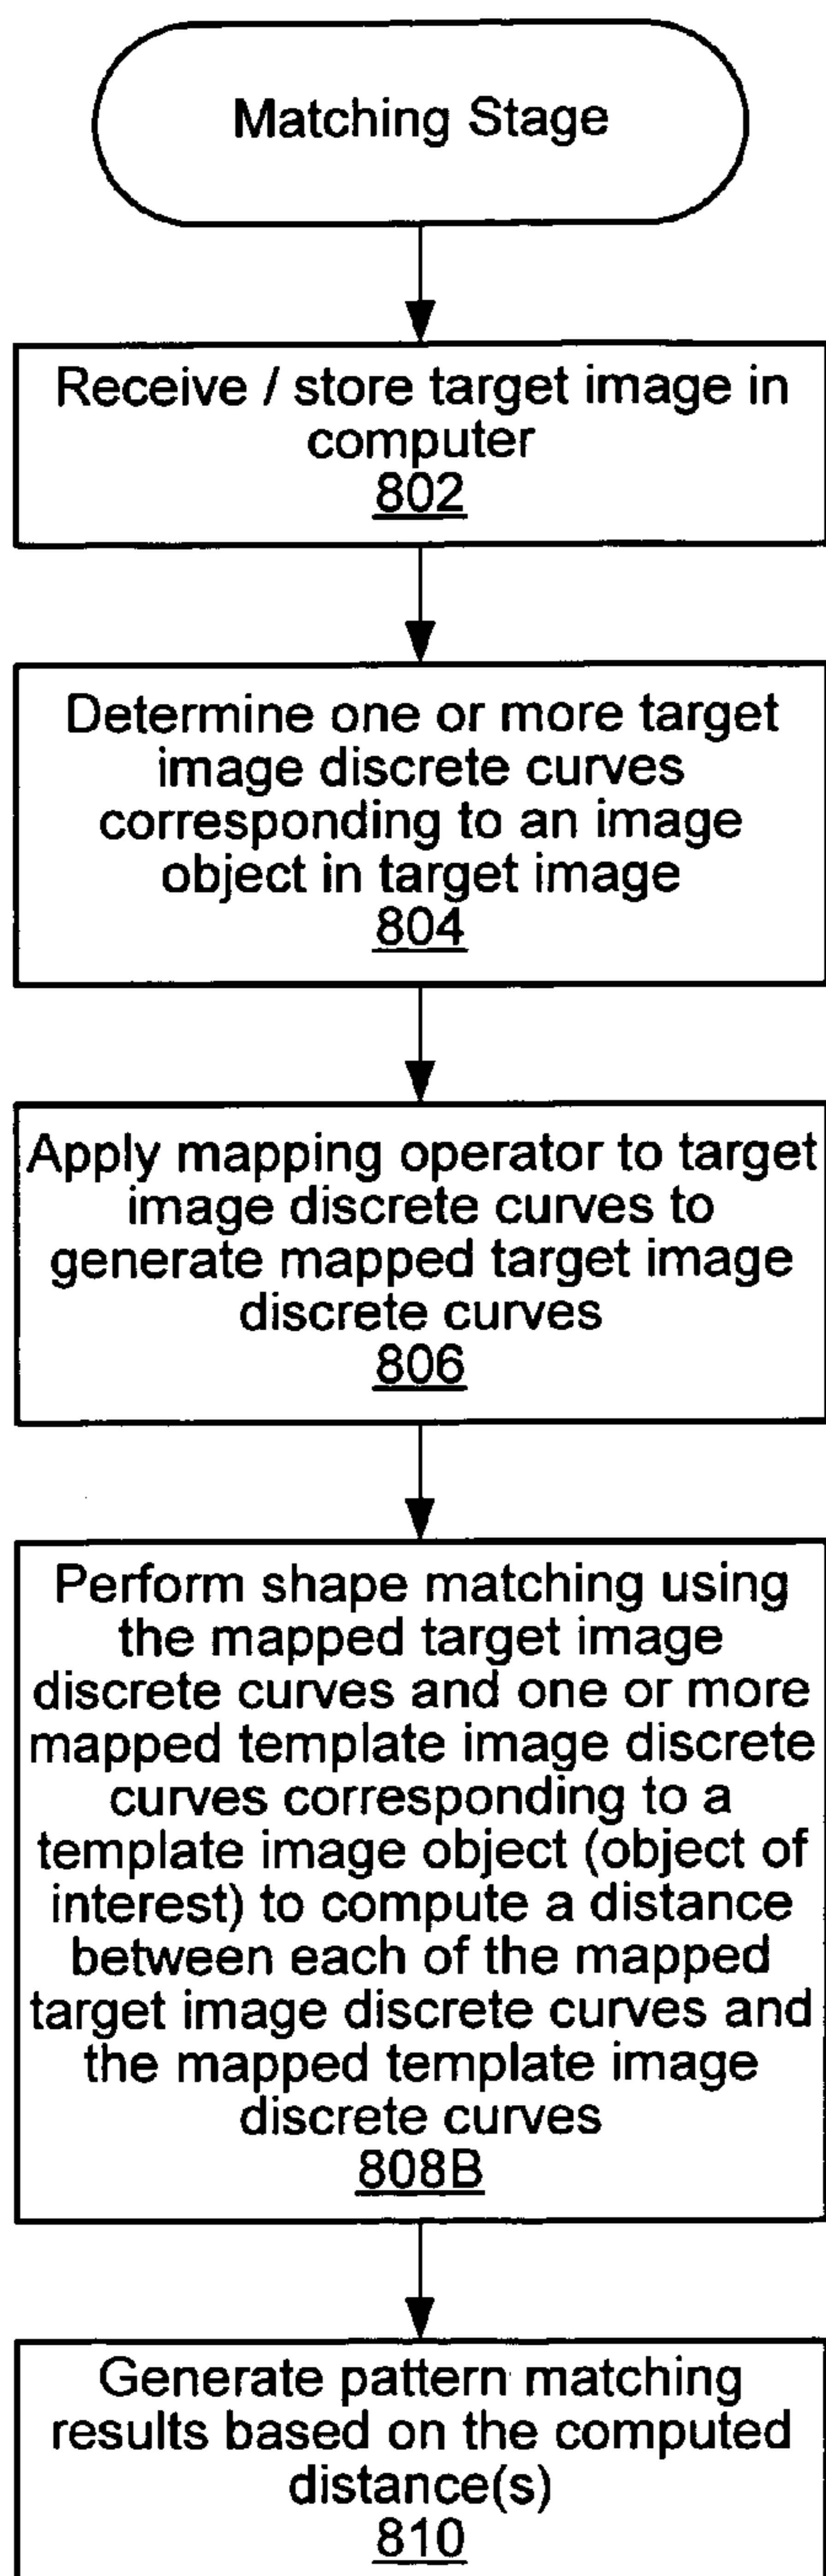 Matching Stage
Receive / store target image in
computer
802
Determine one or more target
image discrete curves
corresponding to an image
object in target image
804
Apply mapping operator to target
image discrete curves to
generate mapped target image
discrete curves
806
Perform shape matching using
the mapped target image
discrete curves and one or more
mapped template image discrete
curves corresponding to a
template image object (object of
interest) to compute a distance
between each of the mapped
target image discrete curves and
the mapped template image
discrete curves
808B
Generate pattern matching
results based on the computed
distance(s)
810